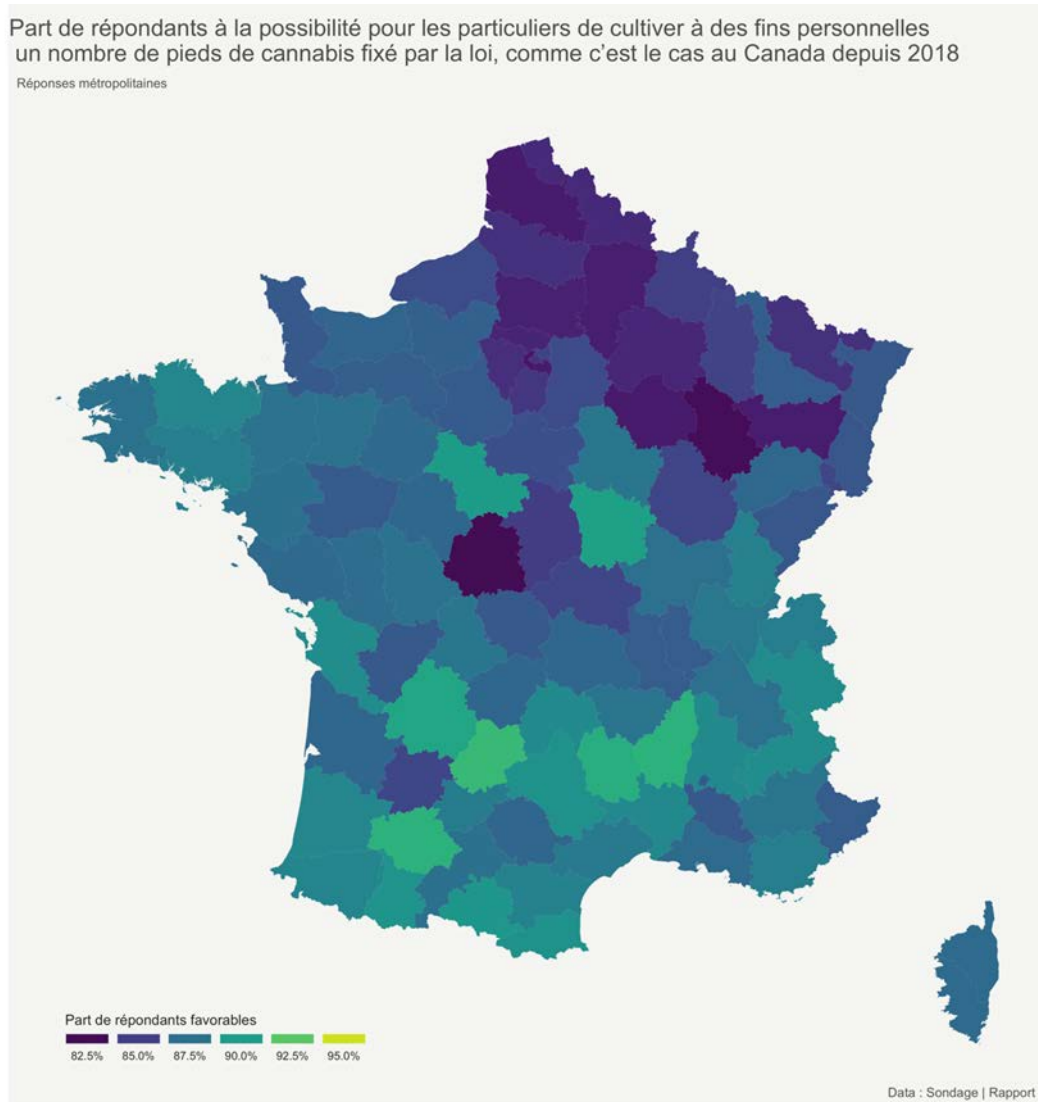 Part de répondants à la possibilité pour les particuliers de cultiver à des fins personnelles
un nombre de pieds de cannabis fixé par la loi, comme c’est le cas au Canada depuis 2018
Réponses métropolitaines
Part de répondants favorables
82.5% 85.0% 87.5% 90.0% 92.5% 95.0%
Data : Sondage | Rapport